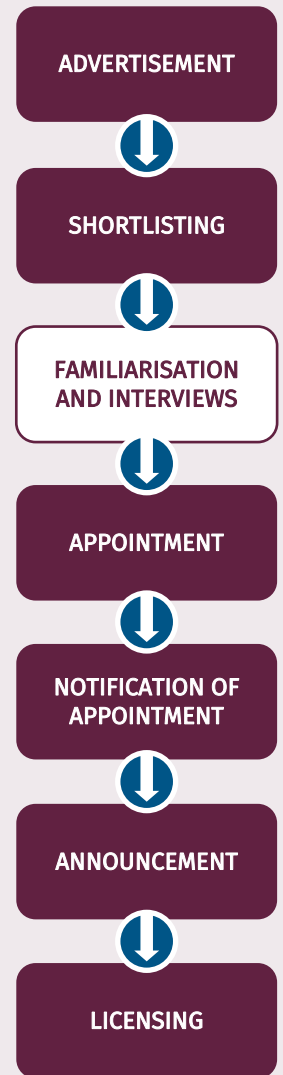 ADVERTISEMENT
SHORTLISTING
FAMILIARISATION
AND INTERVIEWS
APPOINTMENT
NOTIFICATION OF
APPOINTMENT
ANNOUNCEMENT
LICENSING